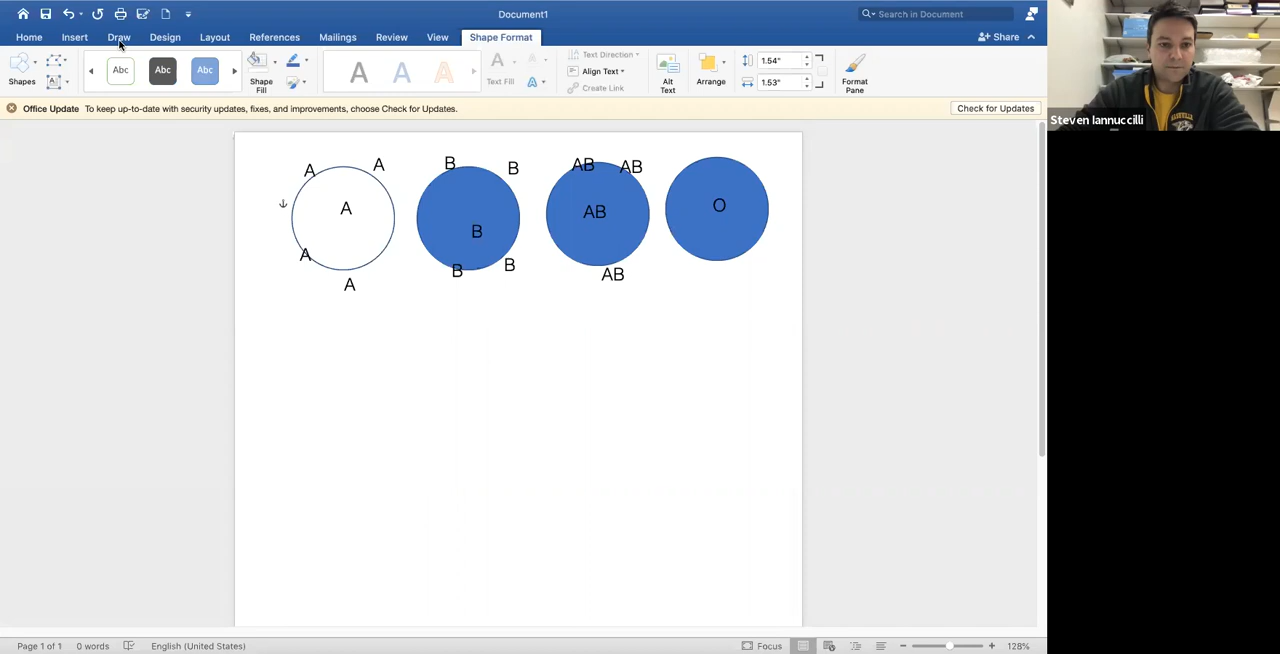 Document1
Search in Document
Home Insert Draw Design Layout References Mailings Review View Shape Format
Share
Shapes
Abc Abc Abc
Shape Fill
A A A
A
Text Fill
A
Text Direction
Align Text
Create Link
Alt Text
Arrange
1.54"
1.53"
Format Pane
Office Update To keep up-to-date with security updates, fixes, and improvements, choose Check for Updates.
Check for Updates
Steven Iannuccilli
A A B B AB AB
A B AB O
A A B B AB
Page 1 of 1 0 words English (United States)
Focus
128%